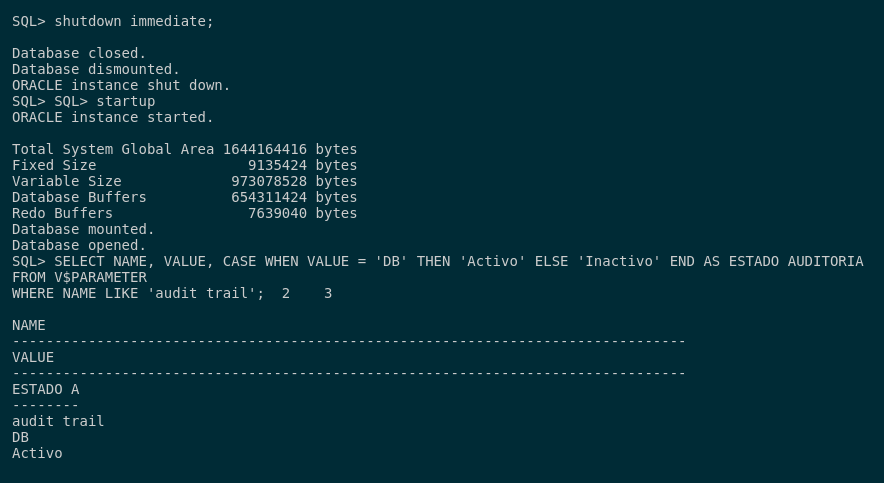 SQL> shutdown immediate;
Database closed.
Database dismounted.
ORACLE instance shut down.
SQL> SQL> startup
ORACLE instance started.
Total System Global Area 1644164416 bytes
Fixed Size                  9135424 bytes
Variable Size             973078528 bytes
Database Buffers          654311424 bytes
Redo Buffers                7639040 bytes
Database mounted.
Database opened.
SQL> SELECT NAME, VALUE, CASE WHEN VALUE = 'DB' THEN 'Activo' ELSE 'Inactivo' END AS ESTADO AUDITORIA
FROM V$PARAMETER
WHERE NAME LIKE 'audit trail';  2    3
NAME
--------------------------------------------------------------------------------
VALUE
--------------------------------------------------------------------------------
ESTADO A
--------
audit trail
DB
Activo